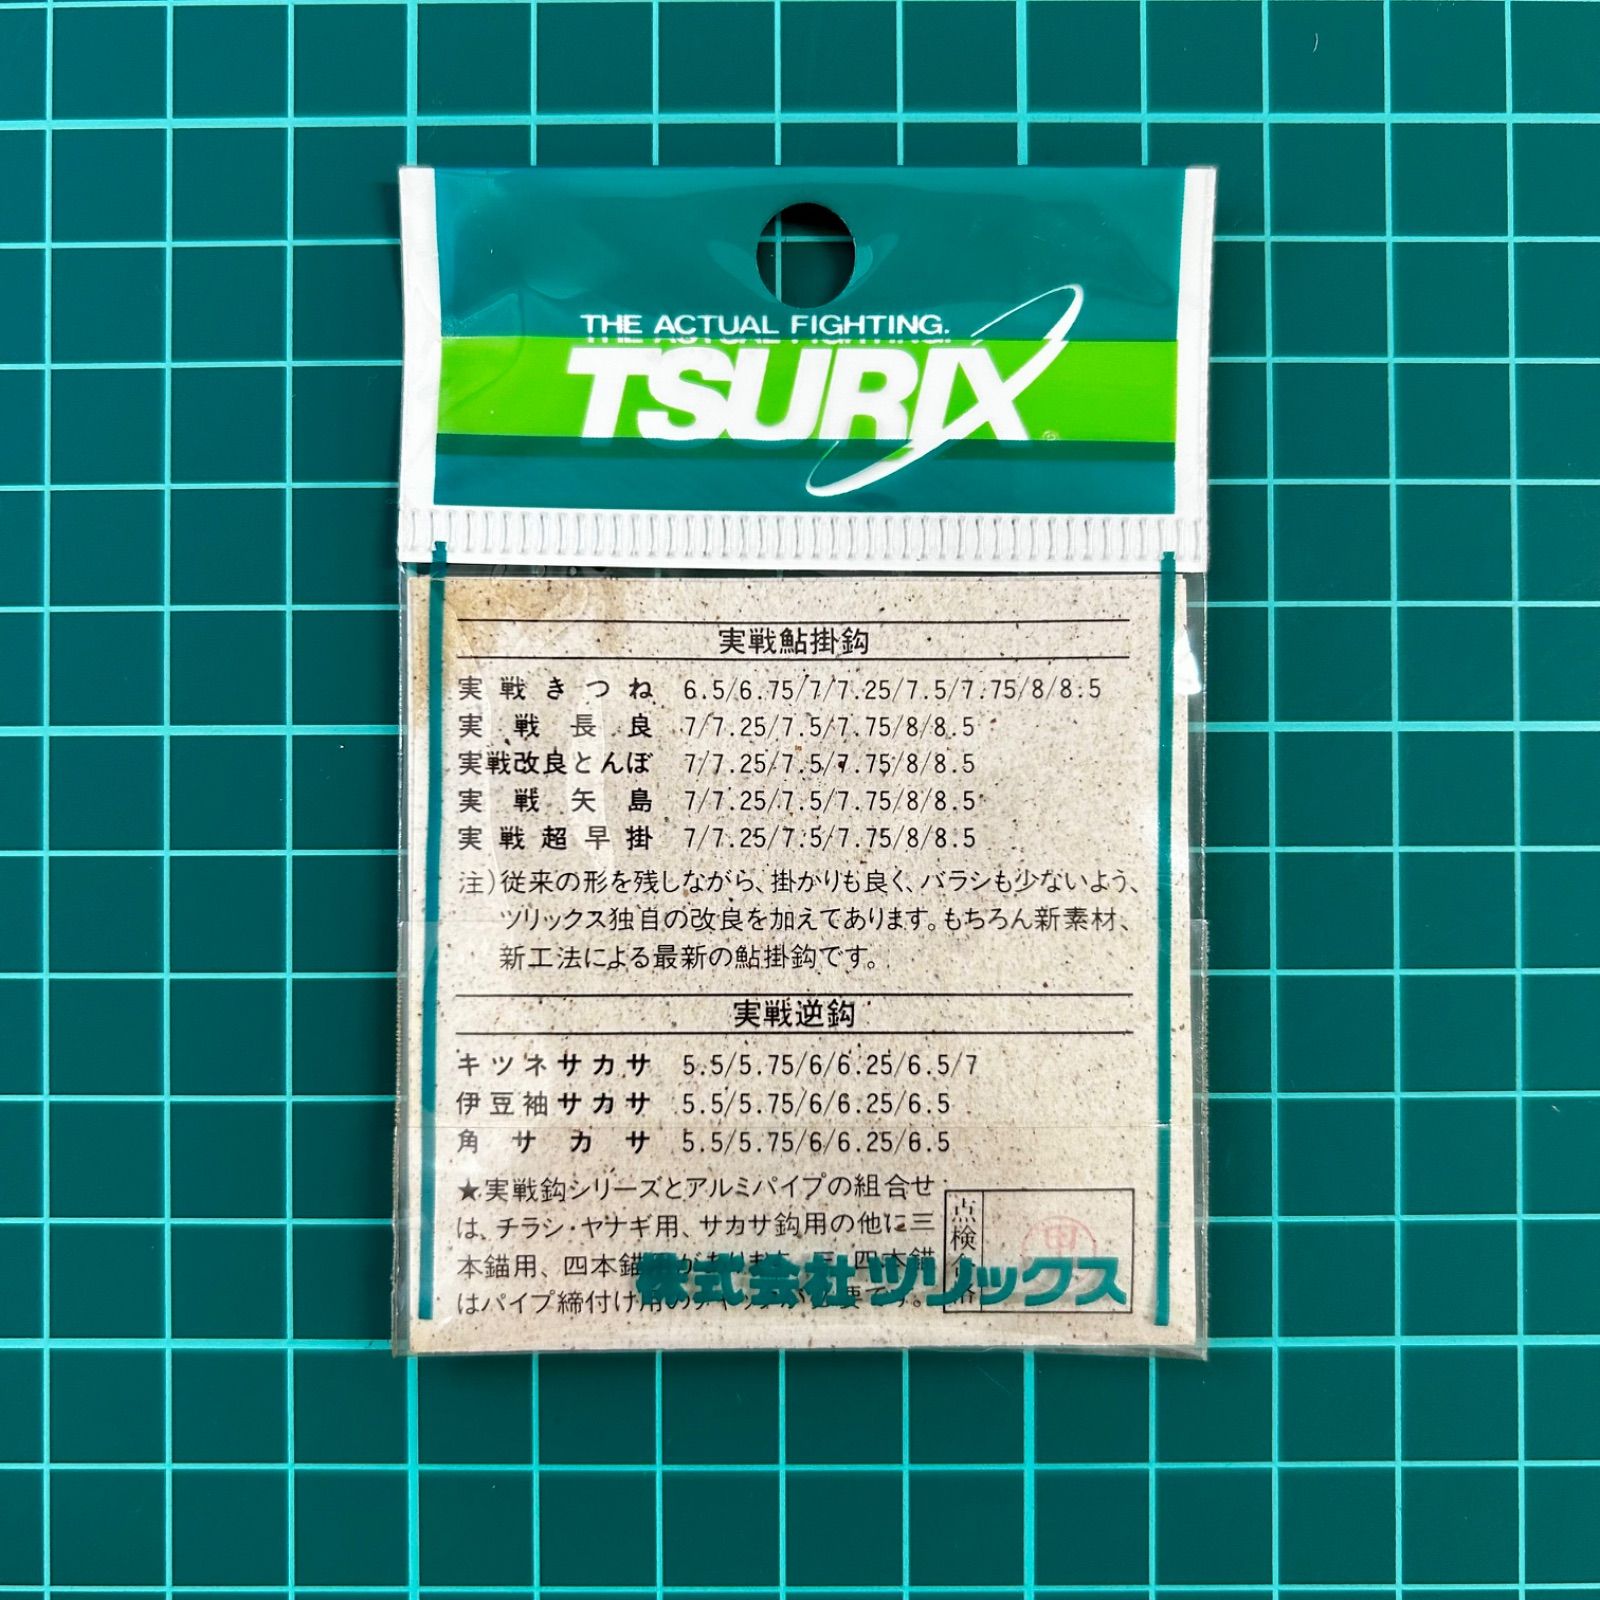 THE ACTUAL FIGHTING.
TSURIX
実戦鮎掛鈎
実戦きつね 6.5/6.75/7/7.25/7.5/7.75/8/8.5
実戦長良 7/7.25/7.5/7.75/8/8.5
実戦改良とんぼ 7/7.25/7.5/7.75/8/8.5
実戦矢島 7/7.25/7.5/7.75/8/8.5
実戦超早掛 7/7.25/7.5/7.75/8/8.5
注)従来の形を残しながら、掛かりも良く、バラシも少ないよう、
ツリックス独自の改良を加えてあります。もちろん新素材、
新工法による最新の鮎掛鈎です。
実戦逆鈎
キツネサカサ 5.5/5.75/6/6.25/6.5/7
伊豆袖サカサ 5.5/5.75/6/6.25/6.5
角サカサ 5.5/5.75/6/6.25/6.5
★実戦鈎シリーズとアルミパイプの組合せ
は、チラシ・ヤナギ用、サカサ鈎用の他に三
本錨用、四本錨
はパイプ締付け用の
点検合格
株式会社ツリックス